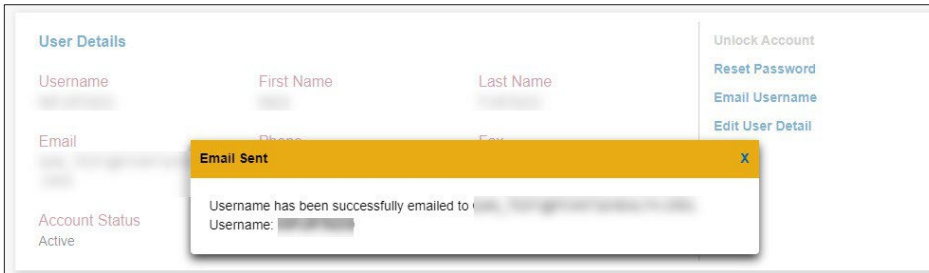 User Details
Username First Name Last Name
Email Phone Fax
Account Status
Active
Unlock Account
Reset Password
Email Username
Edit User Detail
Email Sent X
Username has been successfully emailed to
Username: